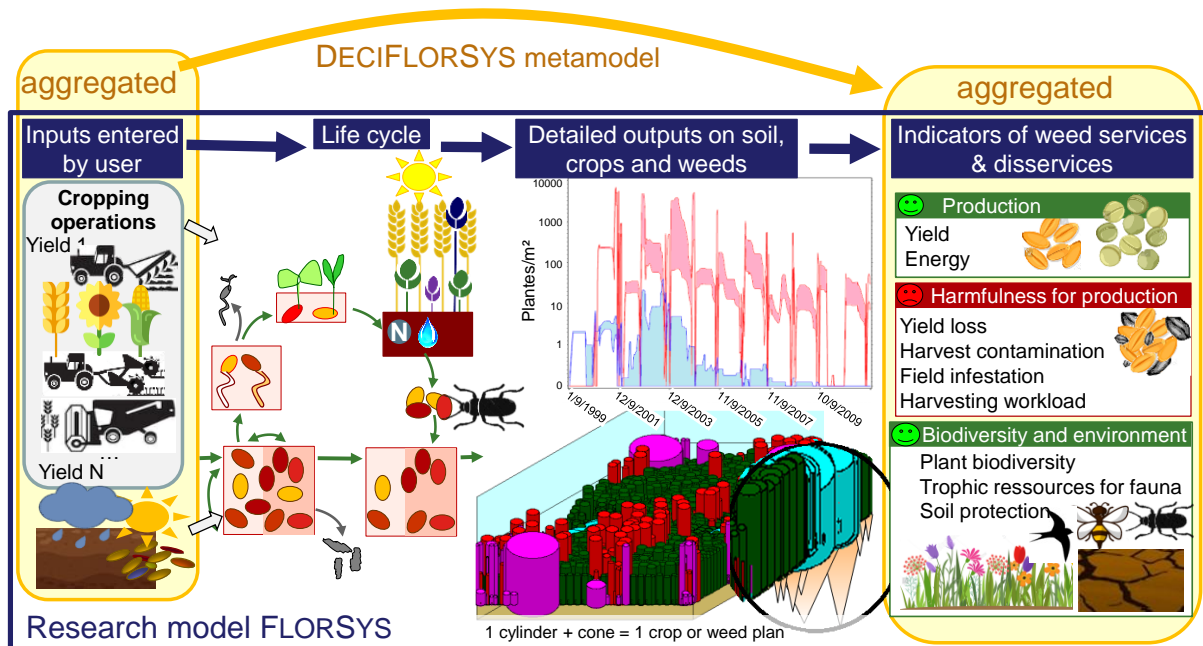 DECIFLORSYS metamodel
aggregated
aggregated
Inputs entered
by user
Life cycle
Detailed outputs on soil,
crops and weeds
Indicators of weed services
& disservices
Cropping
operations
Yield 1
...
Yield N
N
Plantes/m²
10000
1000
100
10
1
0
1/9/1999
12/9/2001
12/9/2003
11/9/2005
11/9/2007
10/9/2009
1 cylinder + cone = 1 crop or weed plan
Production
Yield
Energy
Harmfulness for production
Yield loss
Harvest contamination
Field infestation
Harvesting workload
Biodiversity and environment
Plant biodiversity
Trophic ressources for fauna
Soil protection
Research model FLORSYS